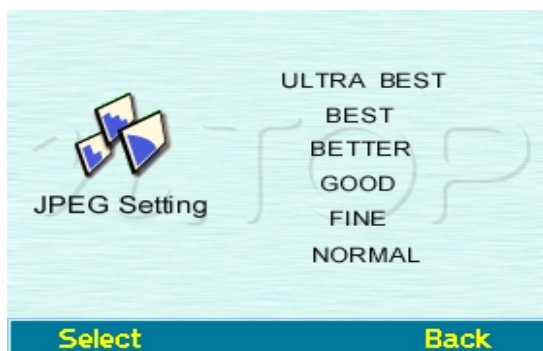 ULTRA BEST
BEST
BETTER
JPEG Setting
GOOD
FINE
NORMAL
Select Back